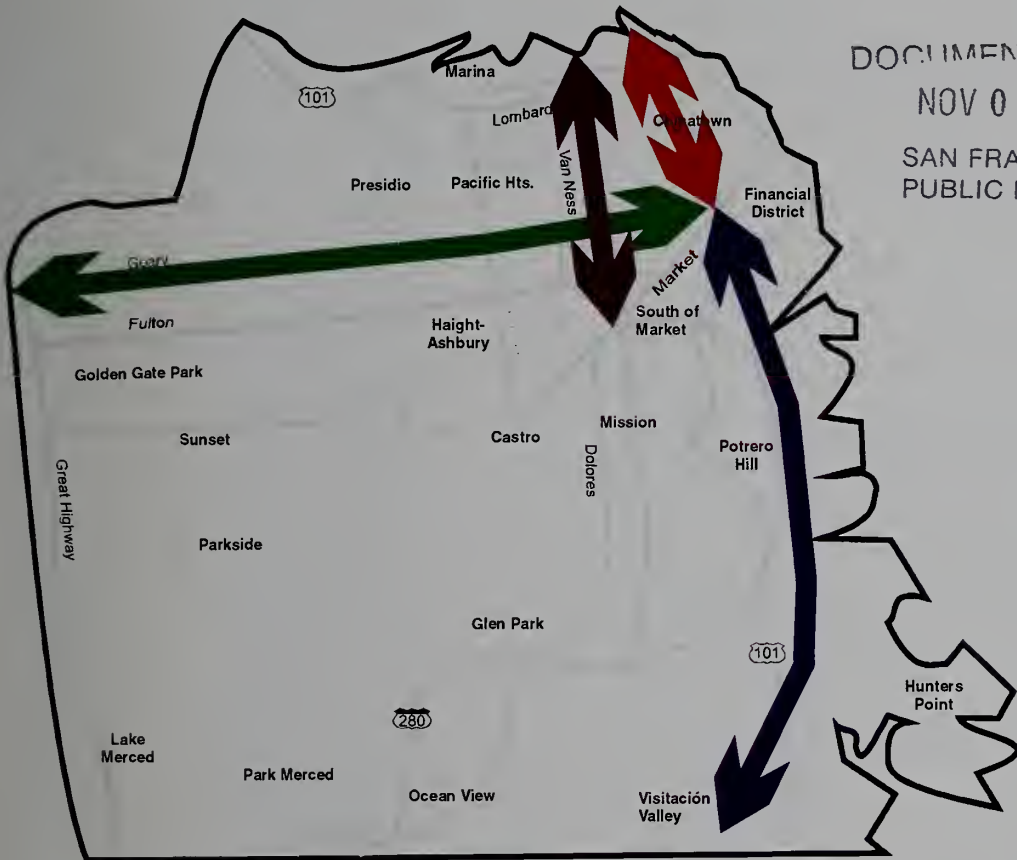 DOCUMEN
NOV 0
SAN FRA
PUBLIC
Marina
101
Lombard
Chinatown
Van Ness
Presidio
Pacific Hts.
Financial
District
Geary
Market
Fulton
Haight-
Ashbury
South of
Market
Golden Gate Park
Sunset
Castro
Mission
Dolores
Potrero
Hill
Great Highway
Parkside
Glen Park
101
Hunters
Point
280
Lake
Merced
Park Merced
Ocean View
Visitación
Valley